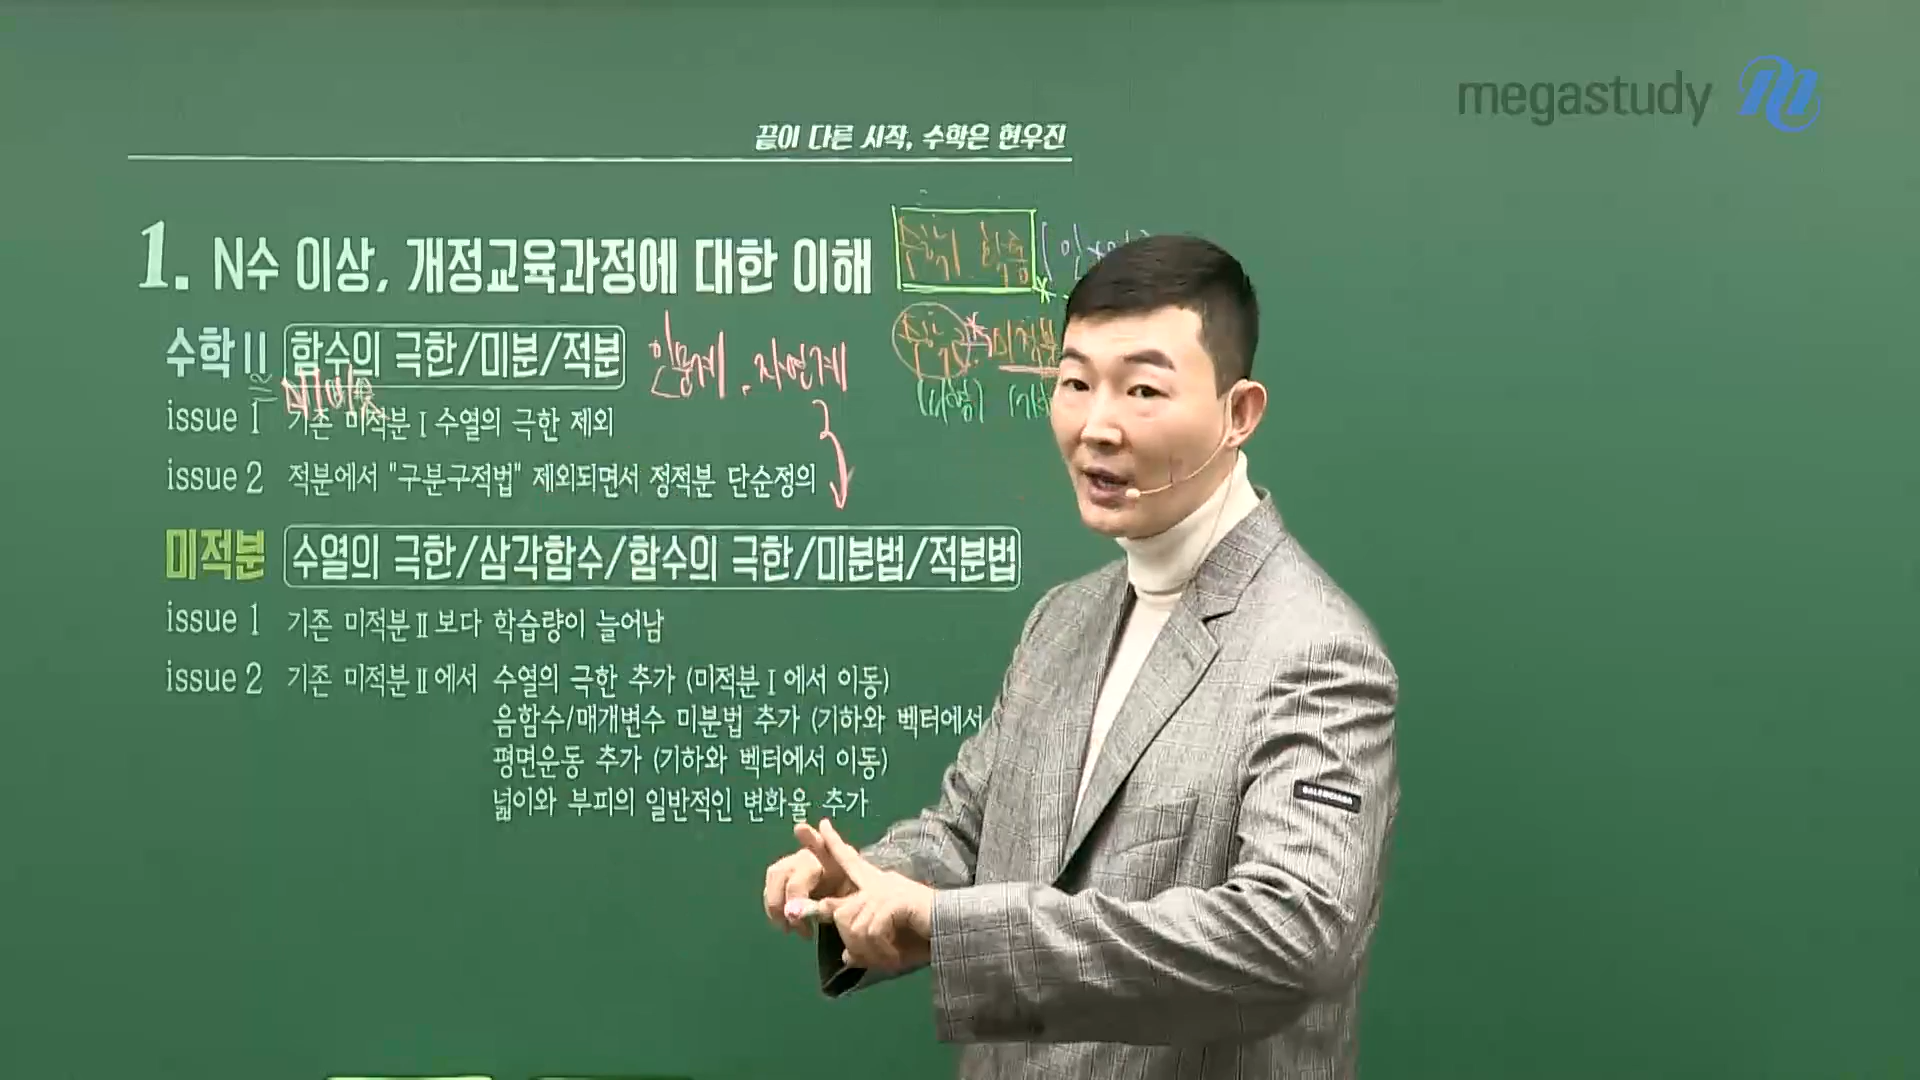 megastudy
끝이 다른 시작, 수학은 현우진
1. N수 이상, 개정교육과정에 대한 이해
수학Ⅱ 함수의 극한/미분/적분
인문계 . 자연계
issue 1 기존 미적분Ⅰ 수열의 극한 제외
issue 2 적분에서 "구분구적법" 제외되면서 정적분 단순정의
미적분 수열의 극한/삼각함수/함수의 극한/미분법/적분법
issue 1 기존 미적분Ⅱ보다 학습량이 늘어남
issue 2 기존 미적분Ⅱ에서 수열의 극한 추가 (미적분Ⅰ에서 이동)
음함수/매개변수 미분법 추가 (기하와 벡터에서
평면운동 추가 (기하와 벡터에서 이동)
넓이와 부피의 일반적인 변화율 추가
BALENCIAGA